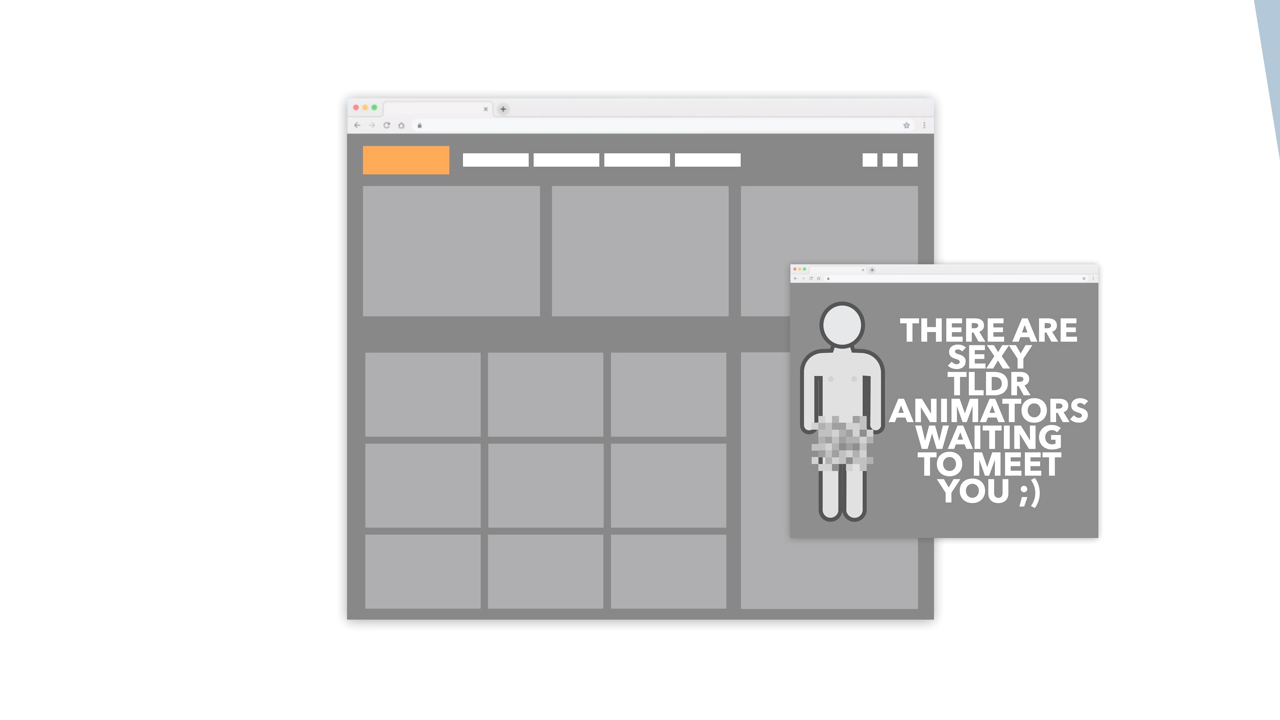 THERE ARE
SEXY
TLDR
ANIMATORS
WAITING
TO MEET
YOU ;)